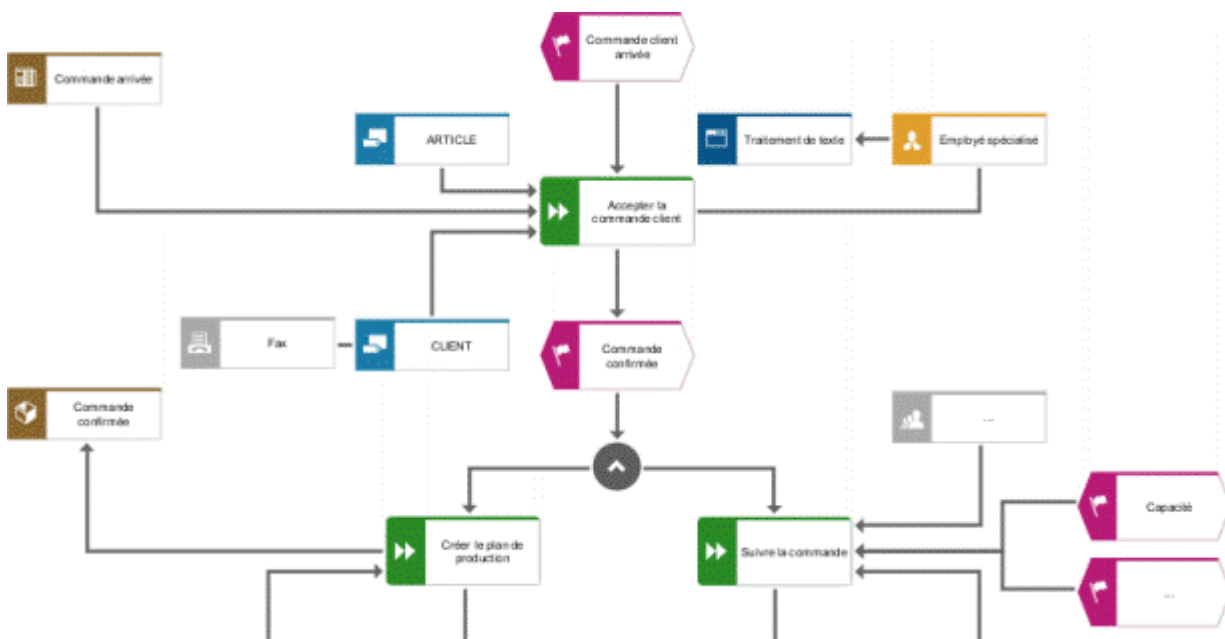 Commande client
arrivée
Commande arrivée
ARTICLE
Traitement de texte
Employé spécialisé
Accepter la
commande client
Fax
CLIENT
Commande
confirmée
Commande
confirmée
...
Capacité
Créer le plan de
production
Suivre la commande
...